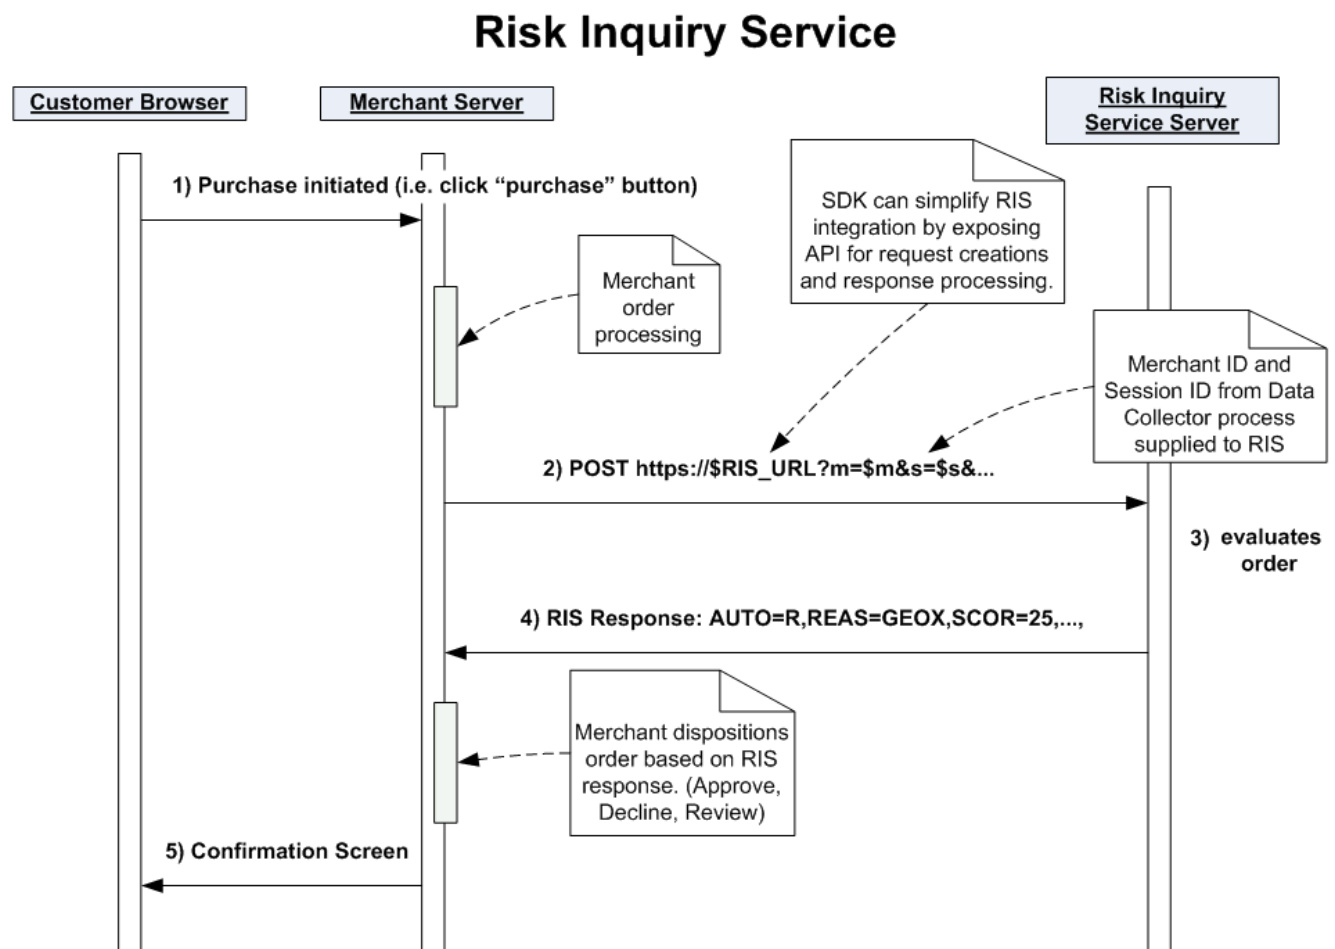 Risk Inquiry Service
Customer Browser
Merchant Server
Risk Inquiry
Service Server
1) Purchase initiated (i.e. click “purchase” button)
SDK can simplify RIS
integration by exposing
API for request creations
and response processing.
Merchant
order
processing
Merchant ID and
Session ID from Data
Collector process
supplied to RIS
2) POST https://$RIS_URL?m=$m&s=$s&...
3) evaluates
order
4) RIS Response: AUTO=R,REAS=GEOX,SCOR=25,...,
Merchant dispositions
order based on RIS
response. (Approve,
Decline, Review)
5) Confirmation Screen